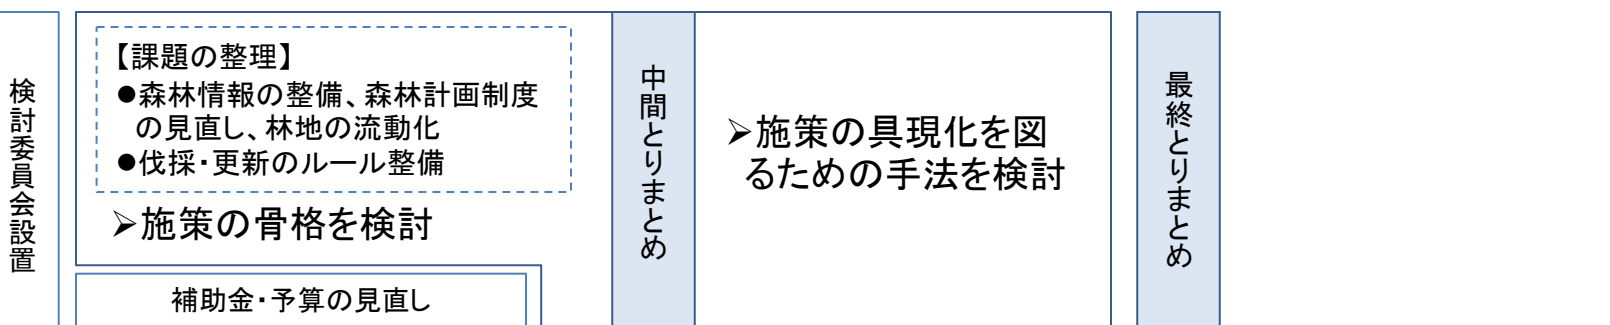 検討委員会設置
【課題の整理】
●森林情報の整備、森林計画制度
の見直し、林地の流動化
●伐採・更新のルール整備
➢施策の骨格を検討
補助金・予算の見直し
中間とりまとめ
➢施策の具現化を図
るための手法を検討
最終とりまとめ